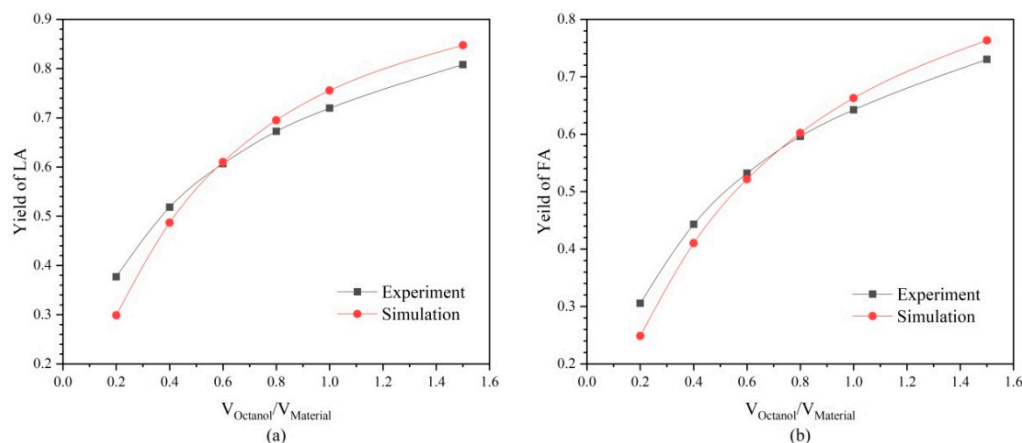 (a)
0.9
0.8
0.7
0.6
0.5
0.4
0.3
0.2
Yield of LA
Experiment
Simulation
0.0 0.2 0.4 0.6 0.8 1.0 1.2 1.4 1.6
V_Octanol/V_Material
(a)
(b)
0.8
0.7
0.6
0.5
0.4
0.3
0.2
Yeild of FA
Experiment
Simulation
0.0 0.2 0.4 0.6 0.8 1.0 1.2 1.4 1.6
V_Octanol/V_Material
(b)